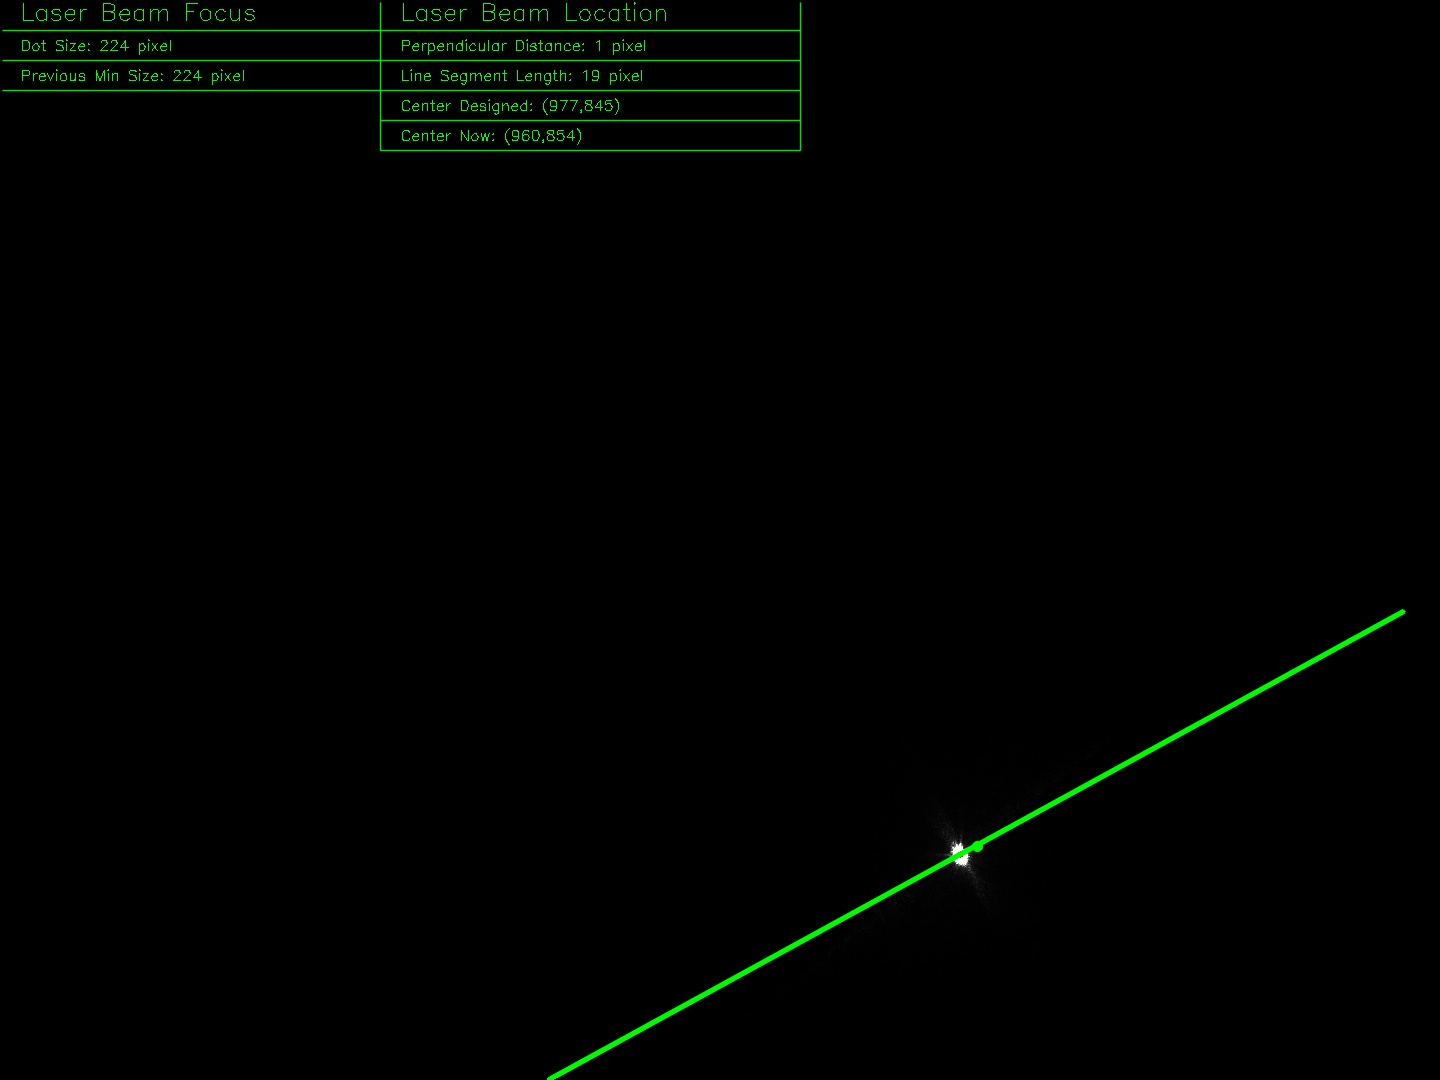 Laser Beam Focus
Dot Size: 224 pixel
Previous Min Size: 224 pixel
Laser Beam Location
Perpendicular Distance: 1 pixel
Line Segment Length: 19 pixel
Center Designed: (977,845)
Center Now: (960,854)